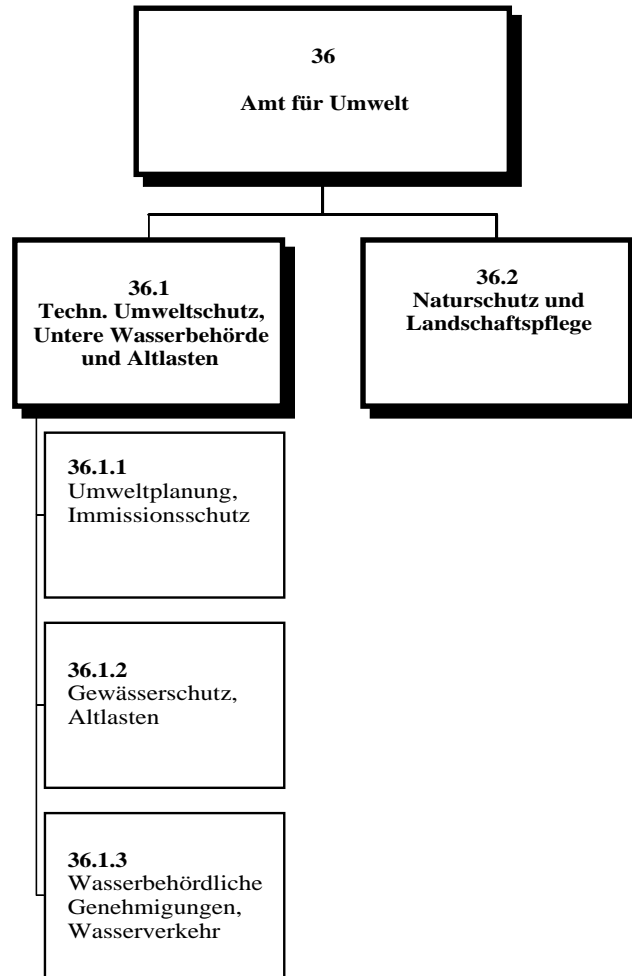 36
Amt für Umwelt
36.1
Techn. Umweltschutz,
Untere Wasserbehörde
und Altlasten
36.2
Naturschutz und
Landschaftspflege
36.1.1
Umweltplanung,
Immissionsschutz
36.1.2
Gewässerschutz,
Altlasten
36.1.3
Wasserbehördliche
Genehmigungen,
Wasserverkehr